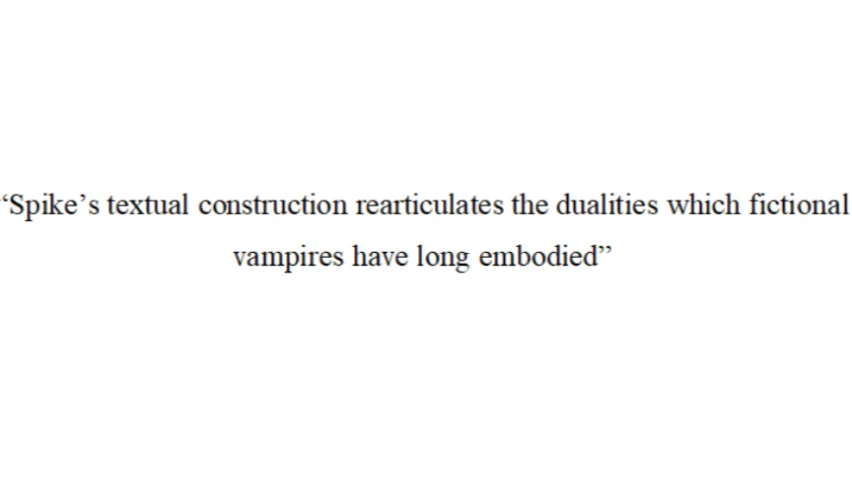 “Spike’s textual construction rearticulates the dualities which fictional
vampires have long embodied”